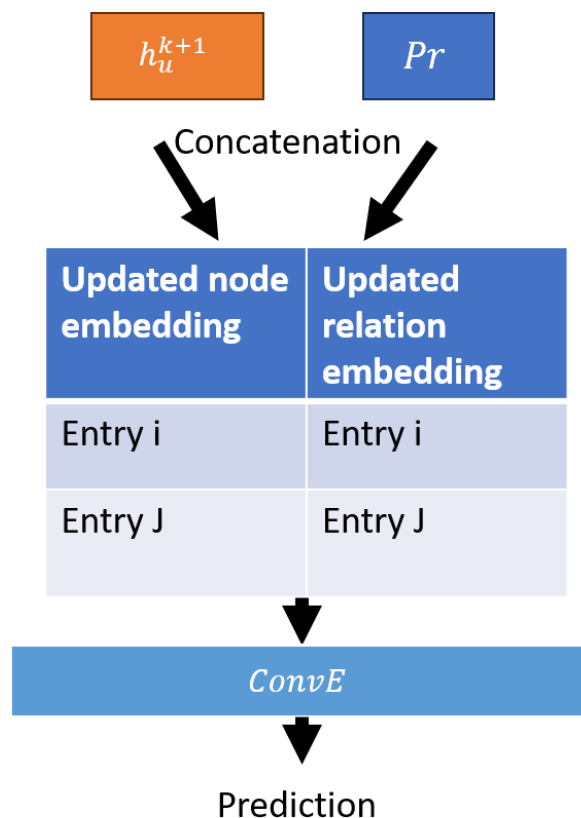 $h_u^{k+1}$ $Pr$
Concatenation
Updated node embedding Updated relation embedding
Entry i Entry i
Entry J Entry J
ConvE
Prediction